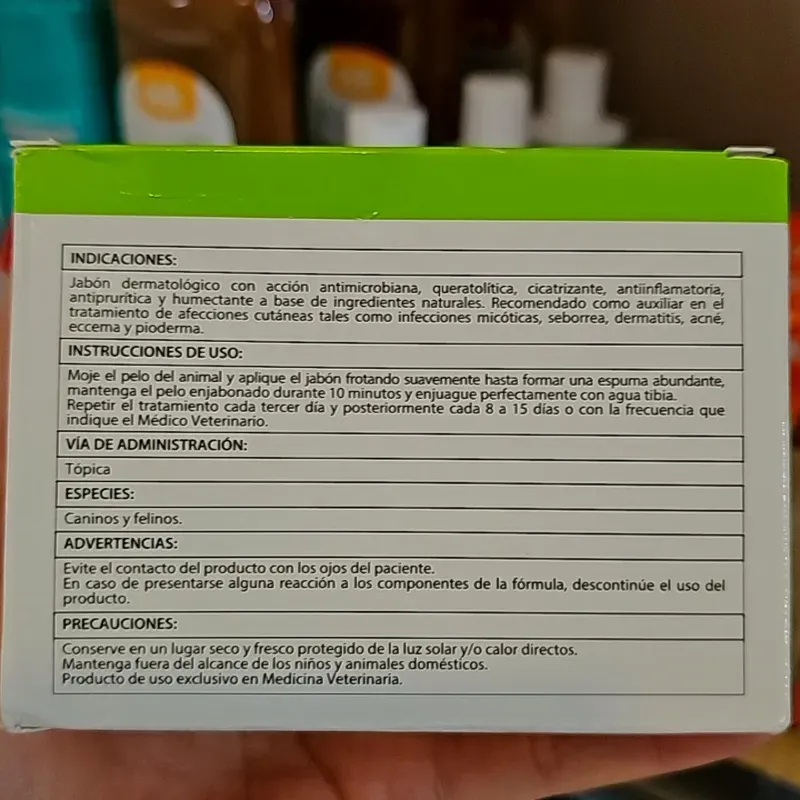 INDICACIONES:
Jabón dermatológico con acción antimicrobiana, queratolítica, cicatrizante, antiinflamatoria,
antiprurítica y humectante a base de ingredientes naturales. Recomendado como auxiliar en el
tratamiento de afecciones cutáneas tales como infecciones micóticas, seborrea, dermatitis, acné,
eccema y pioderma.
INSTRUCCIONES DE USO:
Moje el pelo del animal y aplique el jabón frotando suavemente hasta formar una espuma abundante,
mantenga el pelo enjabonado durante 10 minutos y enjuague perfectamente con agua tibia.
Repetir el tratamiento cada tercer día y posteriormente cada 8 a 15 días o con la frecuencia que
indique el Médico Veterinario.
VÍA DE ADMINISTRACIÓN:
Tópica
ESPECIES:
Caninos y felinos.
ADVERTENCIAS:
Evite el contacto del producto con los ojos del paciente.
En caso de presentarse alguna reacción a los componentes de la fórmula, descontinúe el uso del
producto.
PRECAUCIONES:
Conserve en un lugar seco y fresco protegido de la luz solar y/o calor directos.
Mantenga fuera del alcance de los niños y animales domésticos.
Producto de uso exclusivo en Medicina Veterinaria.